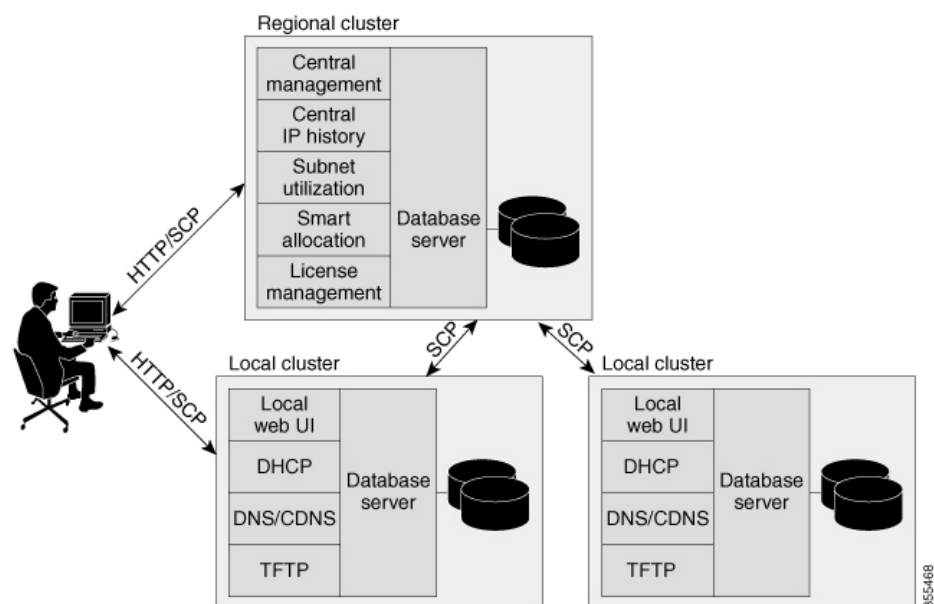 Regional cluster
Central
management
Central
IP history
Subnet
utilization
Smart
allocation
License
management
Database
server
HTTP/SCP
HTTP/SCP
SCP
SCP
Local cluster
Local
web UI
DHCP
DNS/CDNS
TFTP
Database
server
Local cluster
Local
web UI
DHCP
DNS/CDNS
TFTP
Database
server
355468